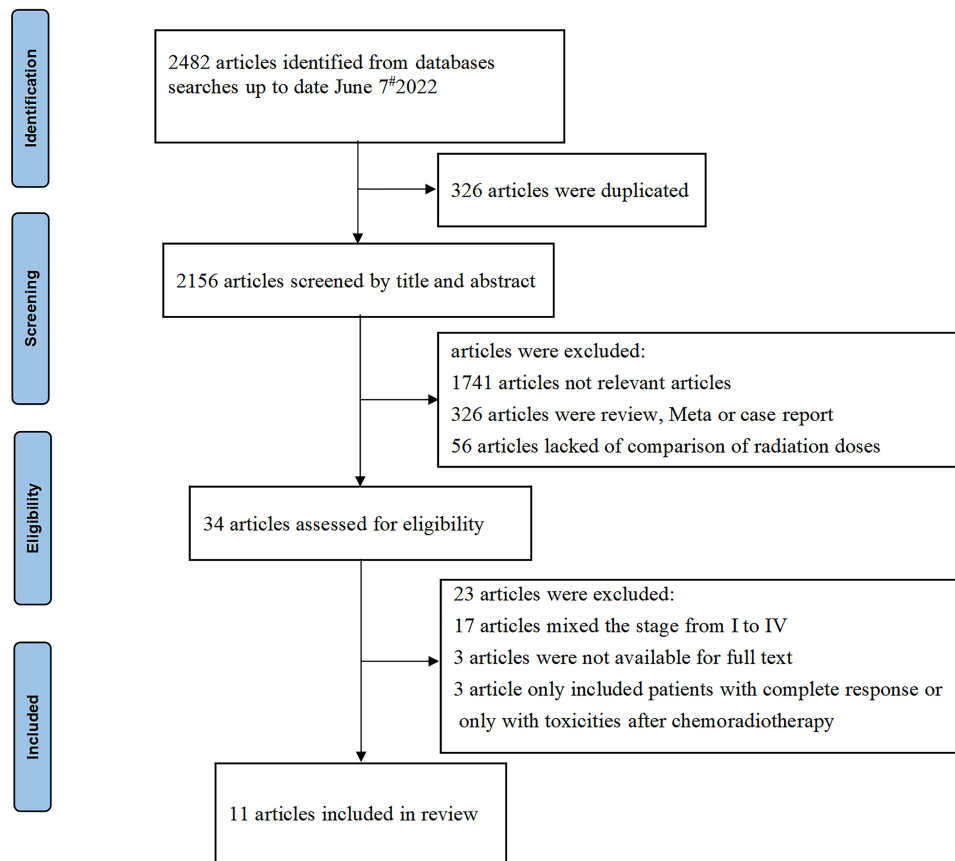 Identification
2482 articles identified from databases
searches up to date June 7#2022
326 articles were duplicated
Screening
2156 articles screened by title and abstract
articles were excluded:
1741 articles not relevant articles
326 articles were review, Meta or case report
56 articles lacked of comparison of radiation doses
Eligibility
34 articles assessed for eligibility
23 articles were excluded:
17 articles mixed the stage from I to IV
3 articles were not available for full text
3 article only included patients with complete response or
only with toxicities after chemoradiotherapy
Included
11 articles included in review